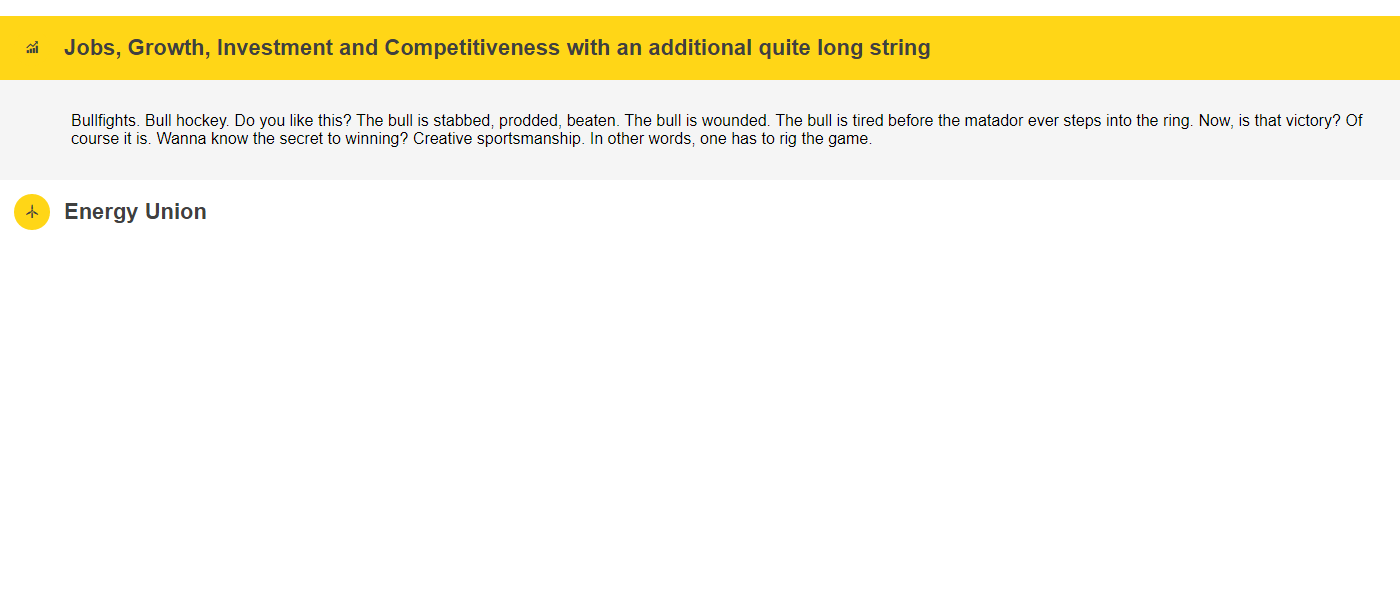 Jobs, Growth, Investment and Competitiveness with an additional quite long string
Bullfights. Bull hockey. Do you like this? The bull is stabbed, prodded, beaten. The bull is wounded. The bull is tired before the matador ever steps into the ring. Now, is that victory? Of
course it is. Wanna know the secret to winning? Creative sportsmanship. In other words, one has to rig the game.
Energy Union